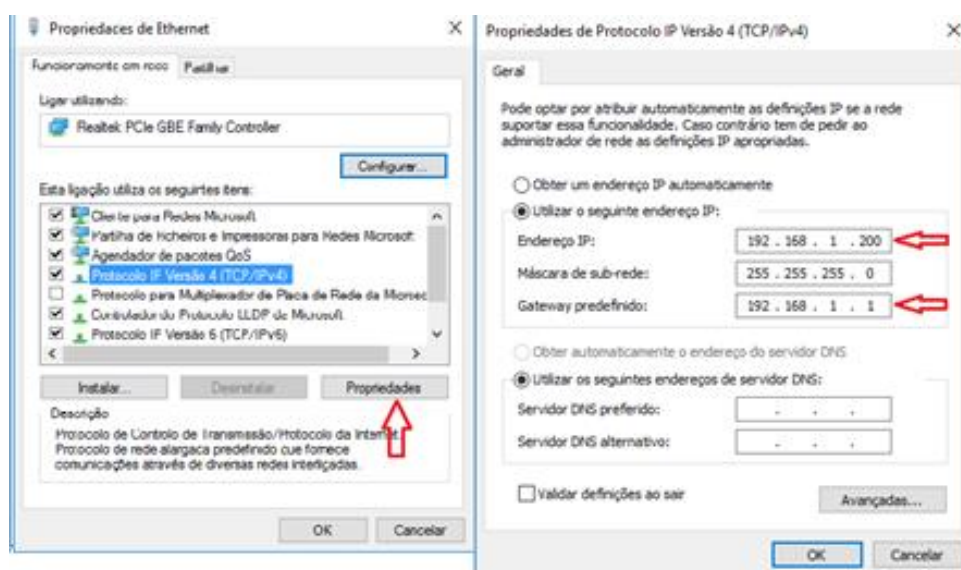 Propriedades de Ethernet
Funcionamento em rede Partilhar
Ligar utilizando:
Realtek PCIe GBE Family Controller
Configurar...
Esta ligação utiliza os seguintes itens:
Cliente para Redes Microsoft
Partilha de ficheiros e impressoras para Redes Microsoft
Agendador de pacotes QoS
Protocolo IP Versão 4 (TCP/IPv4)
Protocolo para Multiplexador de Placa de Rede da
Controlador do Protocolo LLDP da Microsoft
Protocolo IP Versão 6 (TCP/IPv6)
Instalar... Desinstalar Propriedades
Descrição
Protocolo de Controlo de Transmissão/Protocolo da Internet.
Protocolo de rede alargada predefinido que fornece
comunicações através de diversas redes interligadas.
OK Cancelar
Propriedades de Protocolo IP Versão 4 (TCP/IPv4)
Geral
Pode optar por atribuir automaticamente as definições IP se a rede
suportar essa funcionalidade. Caso contrário tem de pedir ao
administrador de rede as definições IP apropriadas.
Obter um endereço IP automaticamente
Utilizar o seguinte endereço IP:
Endereço IP: 192 . 168 . 1 . 200
Máscara de sub-rede: 255 . 255 . 255 . 0
Gateway predefinido: 192 . 168 . 1 . 1
Obter automaticamente o endereço do servidor DNS
Utilizar os seguintes endereços de servidor DNS:
Servidor DNS preferido: . . .
Servidor DNS alternativo: . . .
Validar definições ao sair
Avançadas...
OK Cancelar